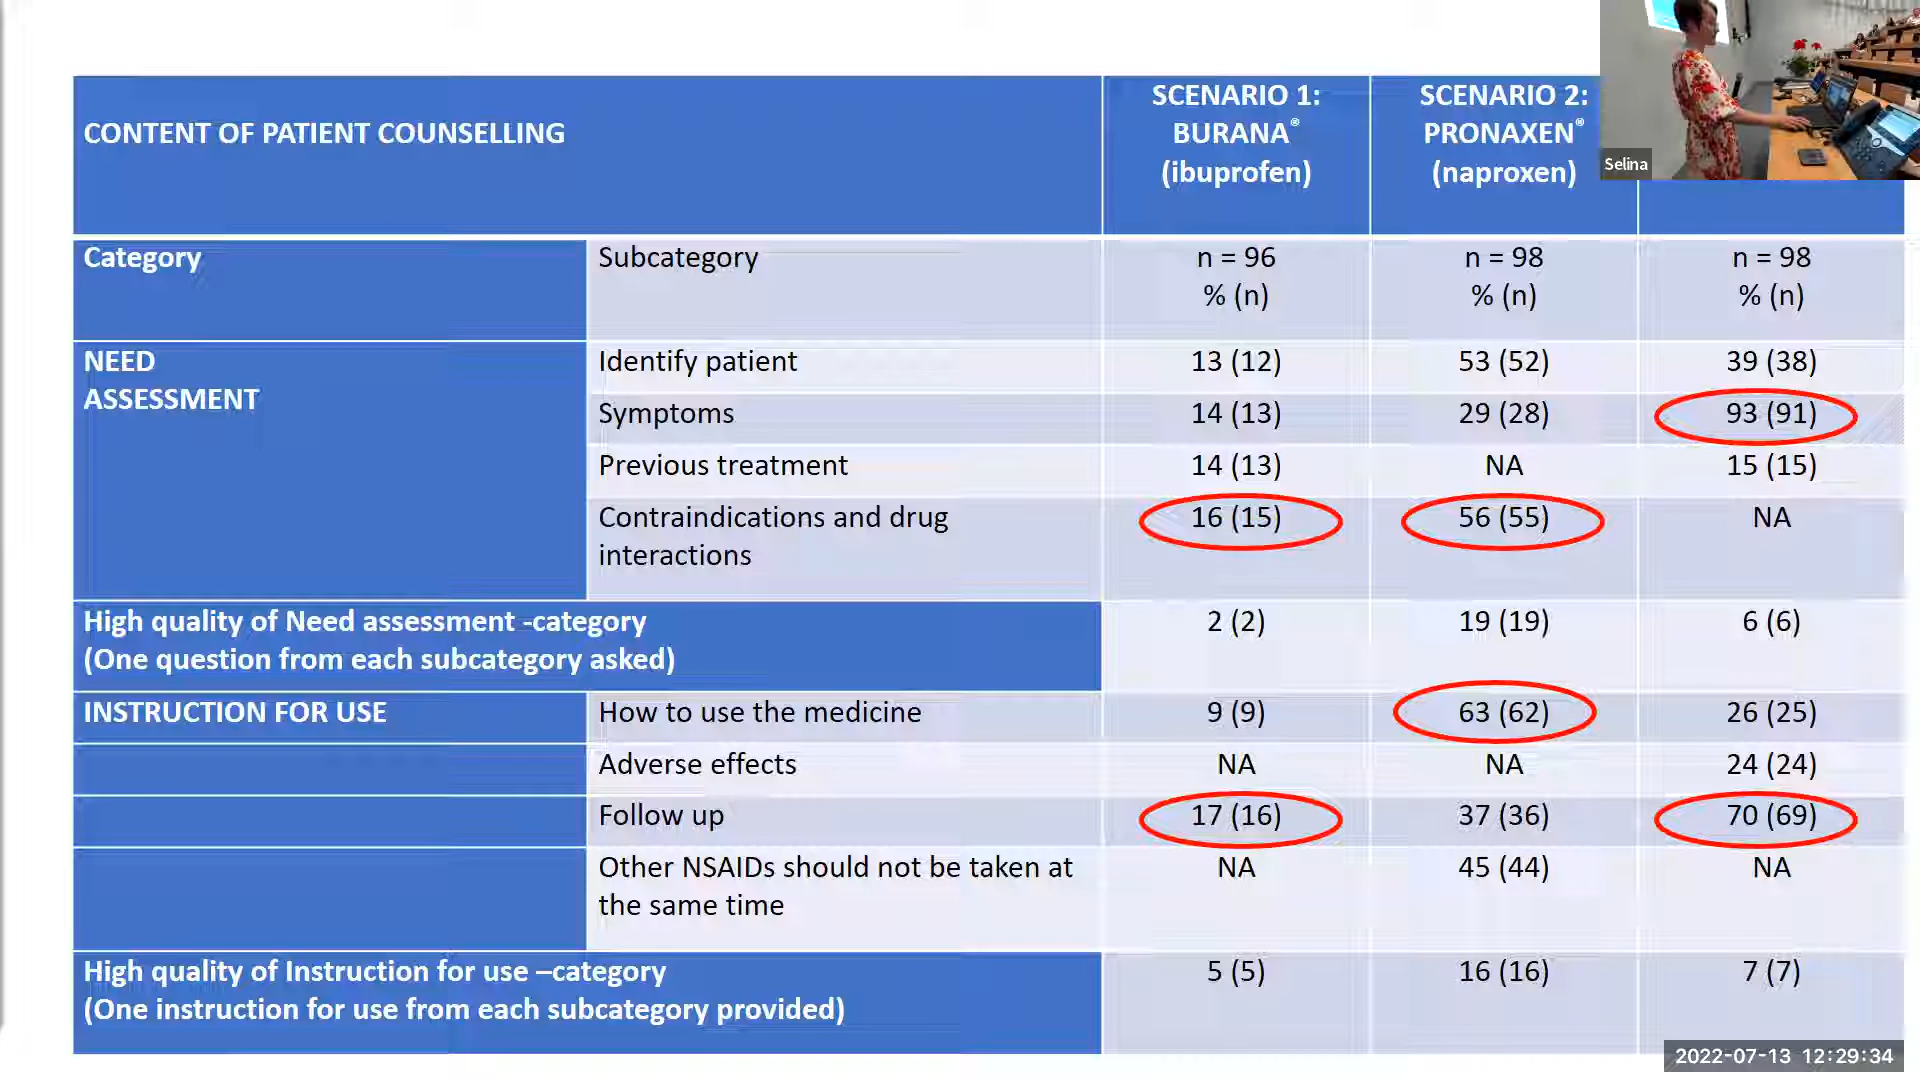 CONTENT OF PATIENT COUNSELLING
SCENARIO 1:
BURANA®
(ibuprofen)
SCENARIO 2:
PRONAXEN®
(naproxen)
Selina
Category
Subcategory
n = 96
% (n)
n = 98
% (n)
n = 98
% (n)
NEED
ASSESSMENT
Identify patient
13 (12)
53 (52)
39 (38)
Symptoms
14 (13)
29 (28)
93 (91)
Previous treatment
14 (13)
NA
15 (15)
Contraindications and drug
interactions
16 (15)
56 (55)
NA
High quality of Need assessment -category
(One question from each subcategory asked)
2 (2)
19 (19)
6 (6)
INSTRUCTION FOR USE
How to use the medicine
9 (9)
63 (62)
26 (25)
Adverse effects
NA
NA
24 (24)
Follow up
17 (16)
37 (36)
70 (69)
Other NSAIDs should not be taken at
the same time
NA
45 (44)
NA
High quality of Instruction for use –category
(One instruction for use from each subcategory provided)
5 (5)
16 (16)
7 (7)
2022-07-13 12:29:34